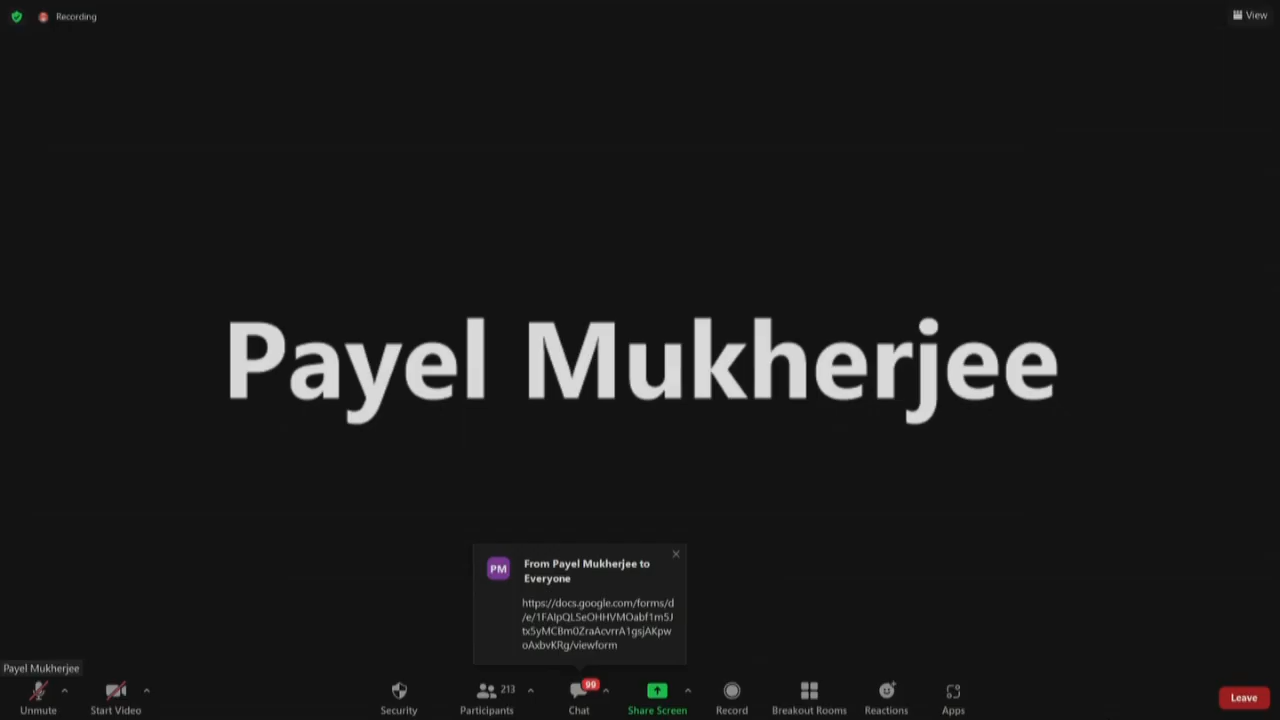 Recording
View
Payel Mukherjee
From Payel Mukherjee to
Everyone
https://docs.google.com/forms/d
/e/1FAIpQLSeOHHVMOabf1m5J
tx5yMCBm0ZraAcvrrA1gsjAKpw
oAxbvKRg/viewform
Payel Mukherjee
213
99
Unmute
Start Video
Security
Participants
Chat
Share Screen
Record
Breakout Rooms
Reactions
Apps
Leave
PM